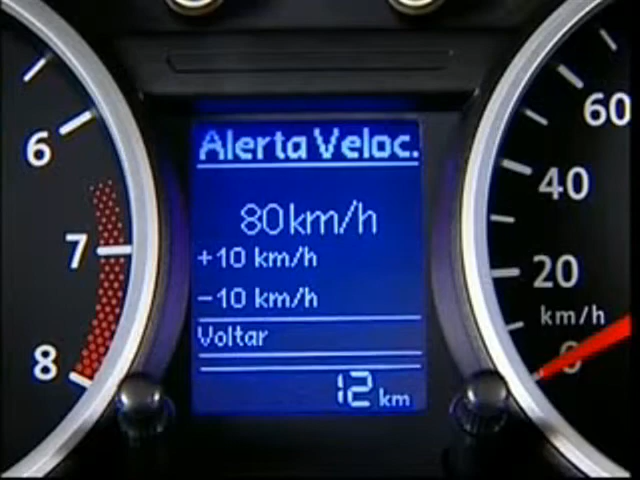 Alerta Veloc.
80km/h
+10 km/h
-10 km/h
Voltar
12 km
6
7
8
60
40
20
km/h
0